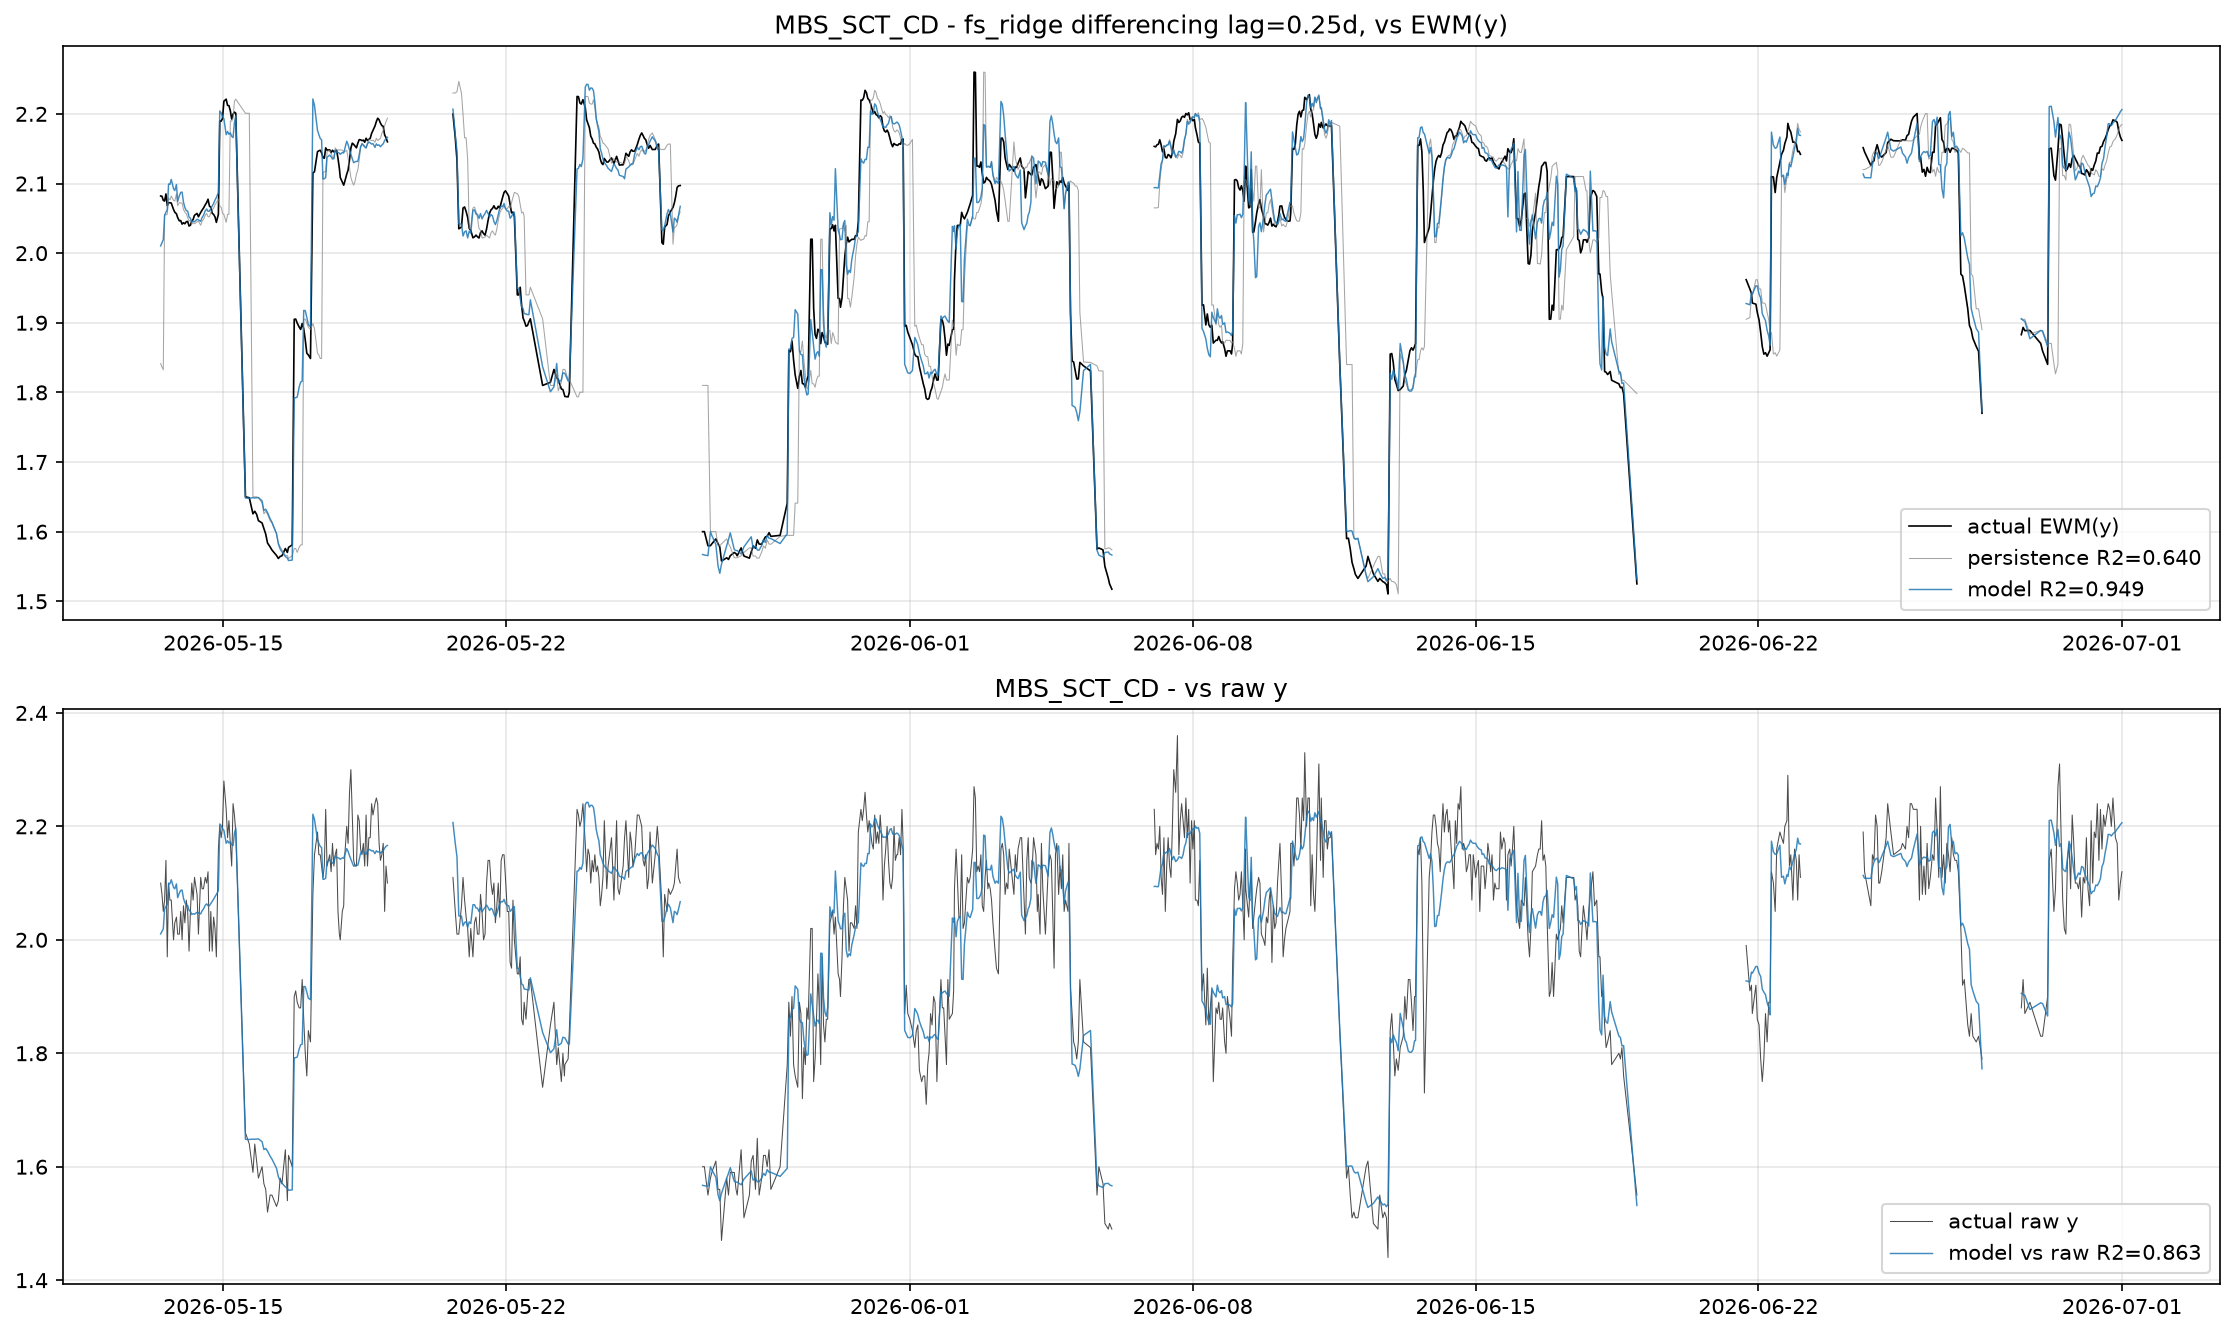 MBS_SCT_CD - fs_ridge differencing lag=0.25d, vs EWM(y)
2.2
2.1
2.0
1.9
1.8
1.7
1.6
1.5
actual EWM(y)
persistence R2=0.640
model R2=0.949
2026-05-15 2026-05-22 2026-06-01 2026-06-08 2026-06-15 2026-06-22 2026-07-01
MBS_SCT_CD - vs raw y
2.4
2.2
2.0
1.8
1.6
1.4
actual raw y
model vs raw R2=0.863
2026-05-15 2026-05-22 2026-06-01 2026-06-08 2026-06-15 2026-06-22 2026-07-01